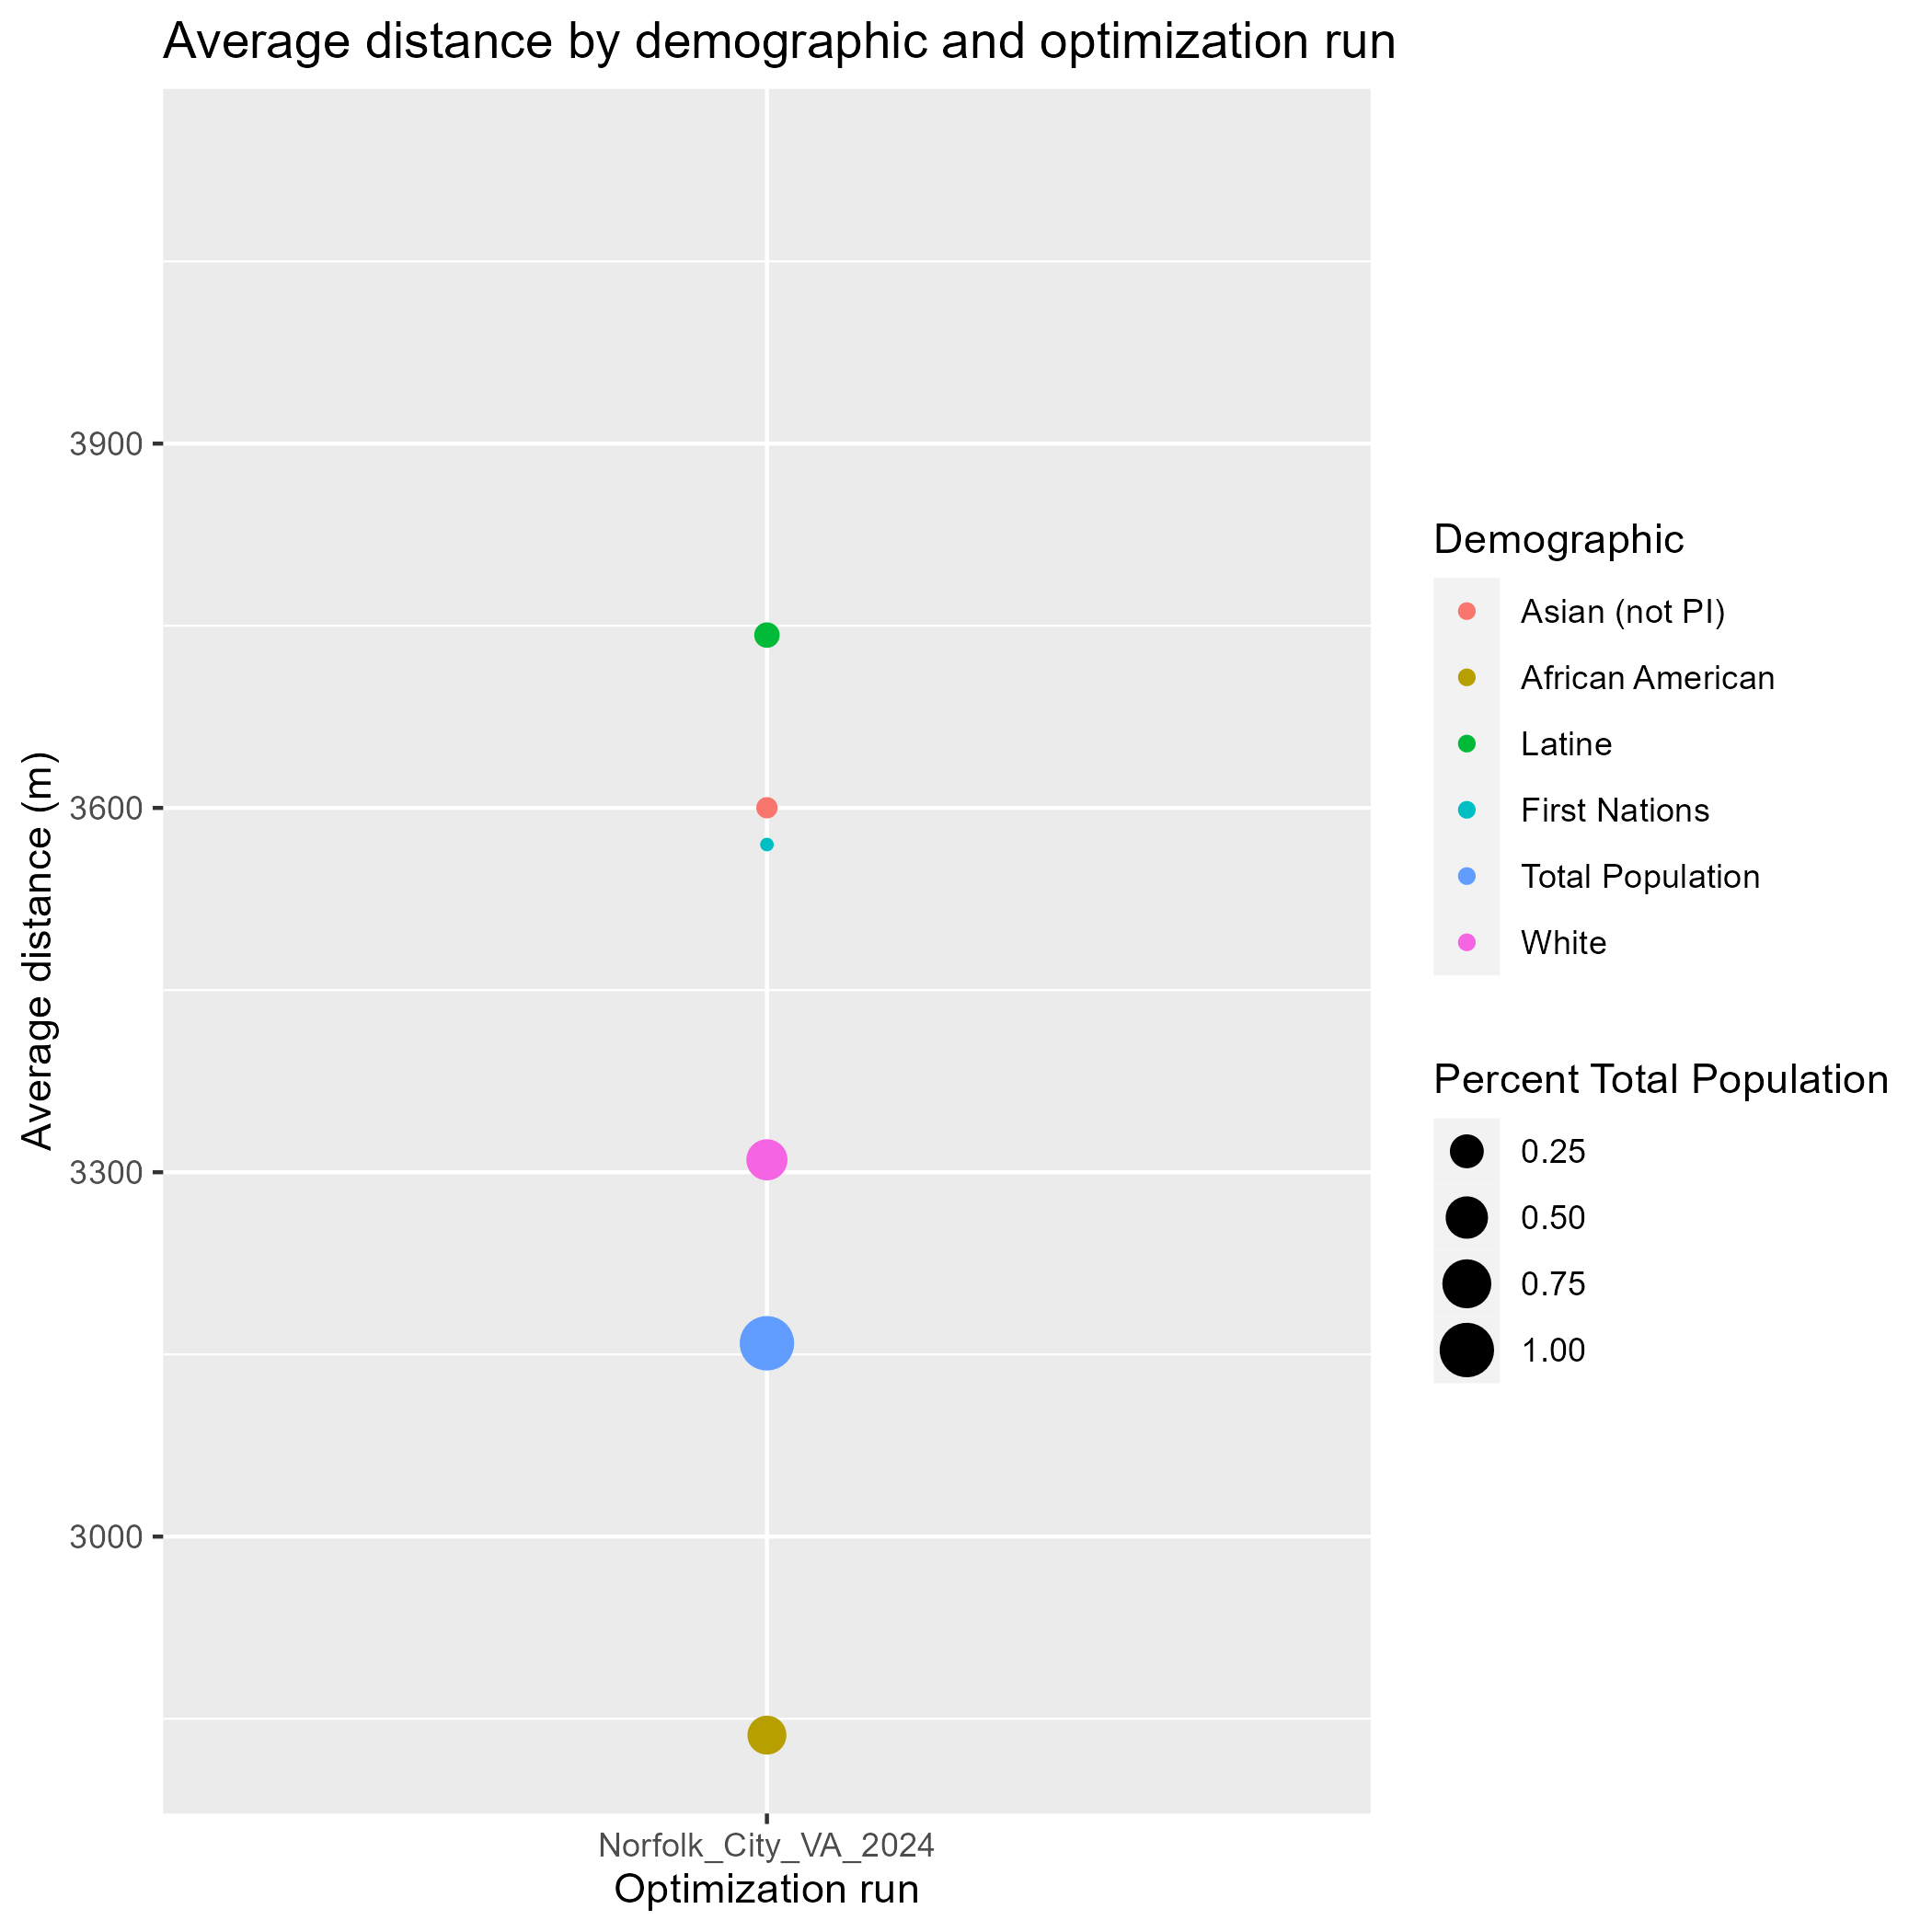 Average distance by demographic and optimization run
Average distance (m)
3900
3600
3300
3000
Norfolk_City_VA_2024
Optimization run
Demographic
Asian (not PI)
African American
Latine
First Nations
Total Population
White
Percent Total Population
0.25
0.50
0.75
1.00